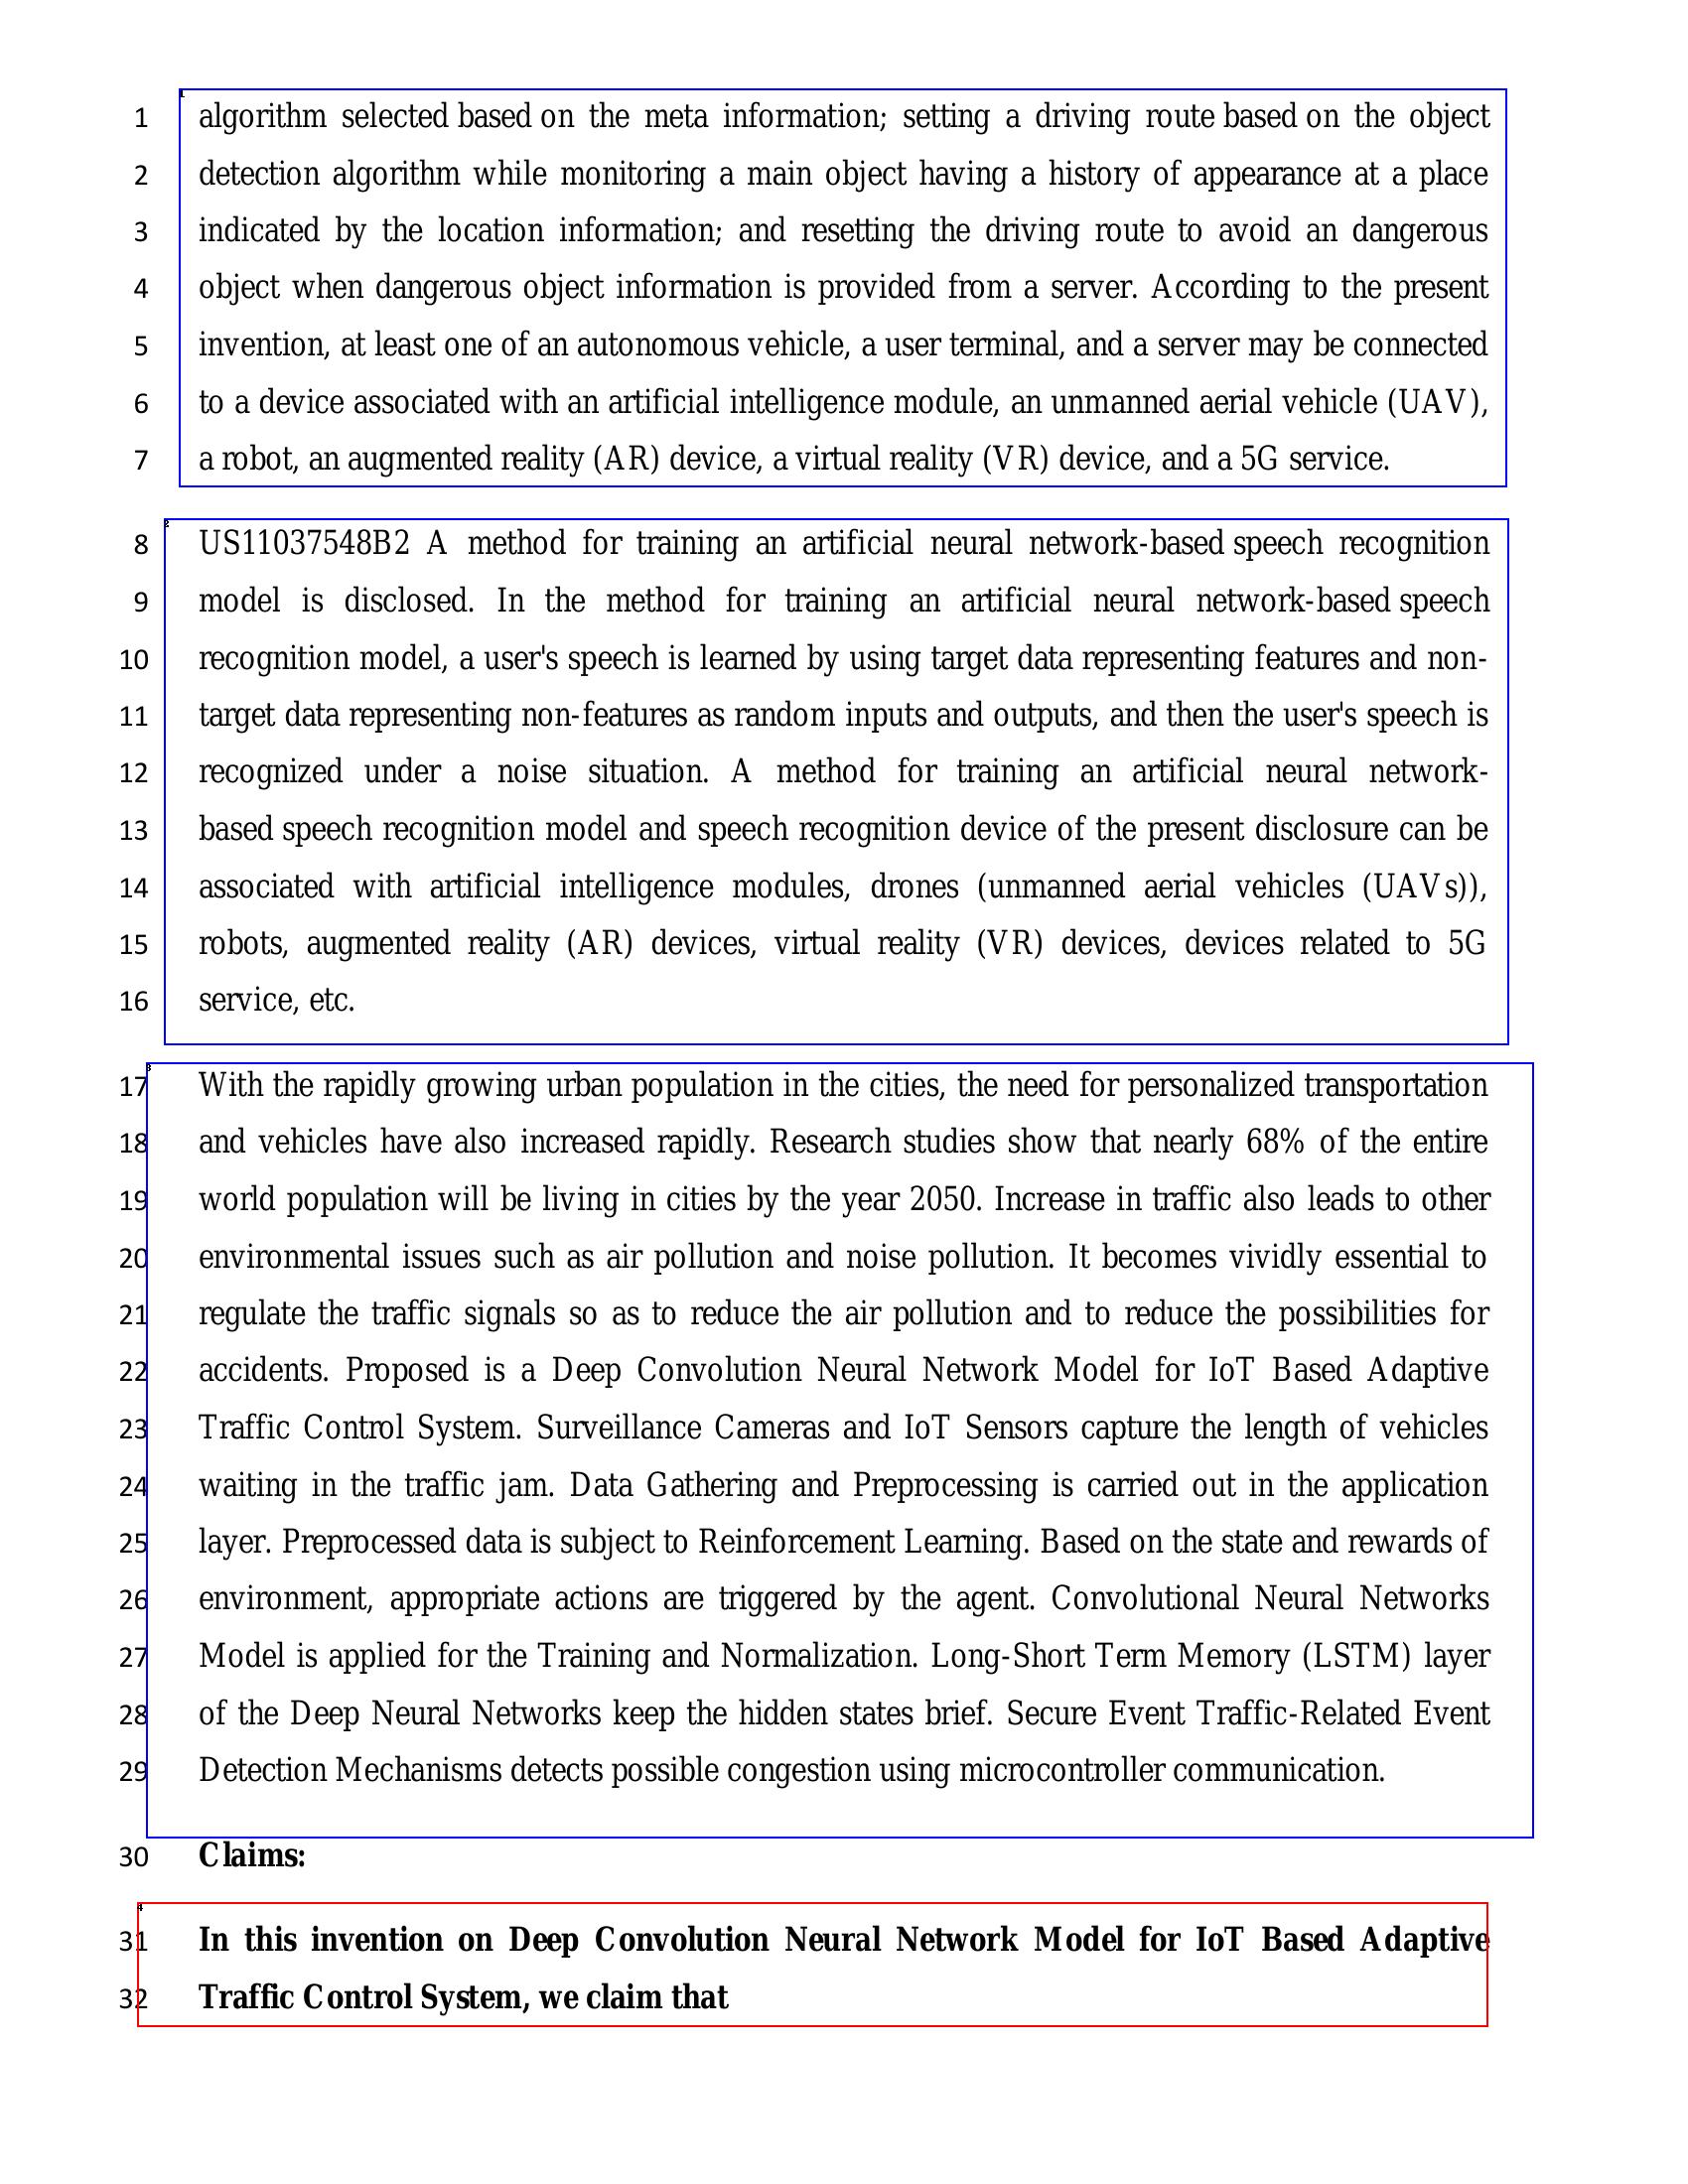 1 algorithm selected based on the meta information; setting a driving route based on the object
2 detection algorithm while monitoring a main object having a history of appearance at a place
3 indicated by the location information; and resetting the driving route to avoid an dangerous
4 object when dangerous object information is provided from a server. According to the present
5 invention, at least one of an autonomous vehicle, a user terminal, and a server may be connected
6 to a device associated with an artificial intelligence module, an unmanned aerial vehicle (UAV),
7 a robot, an augmented reality (AR) device, a virtual reality (VR) device, and a 5G service.
8 US11037548B2 A method for training an artificial neural network-based speech recognition
9 model is disclosed. In the method for training an artificial neural network-based speech
10 recognition model, a user's speech is learned by using target data representing features and non-
11 target data representing non-features as random inputs and outputs, and then the user's speech is
12 recognized under a noise situation. A method for training an artificial neural network-
13 based speech recognition model and speech recognition device of the present disclosure can be
14 associated with artificial intelligence modules, drones (unmanned aerial vehicles (UAVs)),
15 robots, augmented reality (AR) devices, virtual reality (VR) devices, devices related to 5G
16 service, etc.
17 With the rapidly growing urban population in the cities, the need for personalized transportation
18 and vehicles have also increased rapidly. Research studies show that nearly 68% of the entire
19 world population will be living in cities by the year 2050. Increase in traffic also leads to other
20 environmental issues such as air pollution and noise pollution. It becomes vividly essential to
21 regulate the traffic signals so as to reduce the air pollution and to reduce the possibilities for
22 accidents. Proposed is a Deep Convolution Neural Network Model for IoT Based Adaptive
23 Traffic Control System. Surveillance Cameras and IoT Sensors capture the length of vehicles
24 waiting in the traffic jam. Data Gathering and Preprocessing is carried out in the application
25 layer. Preprocessed data is subject to Reinforcement Learning. Based on the state and rewards of
26 environment, appropriate actions are triggered by the agent. Convolutional Neural Networks
27 Model is applied for the Training and Normalization. Long-Short Term Memory (LSTM) layer
28 of the Deep Neural Networks keep the hidden states brief. Secure Event Traffic-Related Event
29 Detection Mechanisms detects possible congestion using microcontroller communication.
30 Claims:
31 In this invention on Deep Convolution Neural Network Model for IoT Based Adaptive
32 Traffic Control System, we claim that